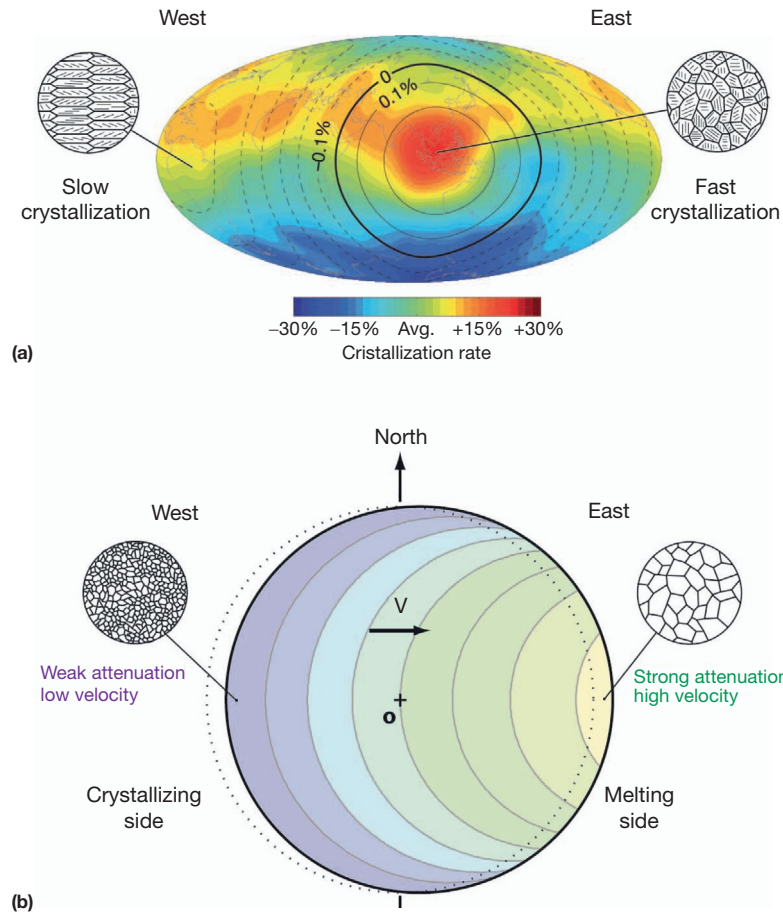 West
East
0
0.1%
–0.1%
Slow
crystallization
Fast
crystallization
–30%
–15%
Avg.
+15%
+30%
Cristallization rate
(a)
North
West
East
V
Weak attenuation
low velocity
Strong attenuation
high velocity
o
Crystallizing
side
Melting
side
(b)